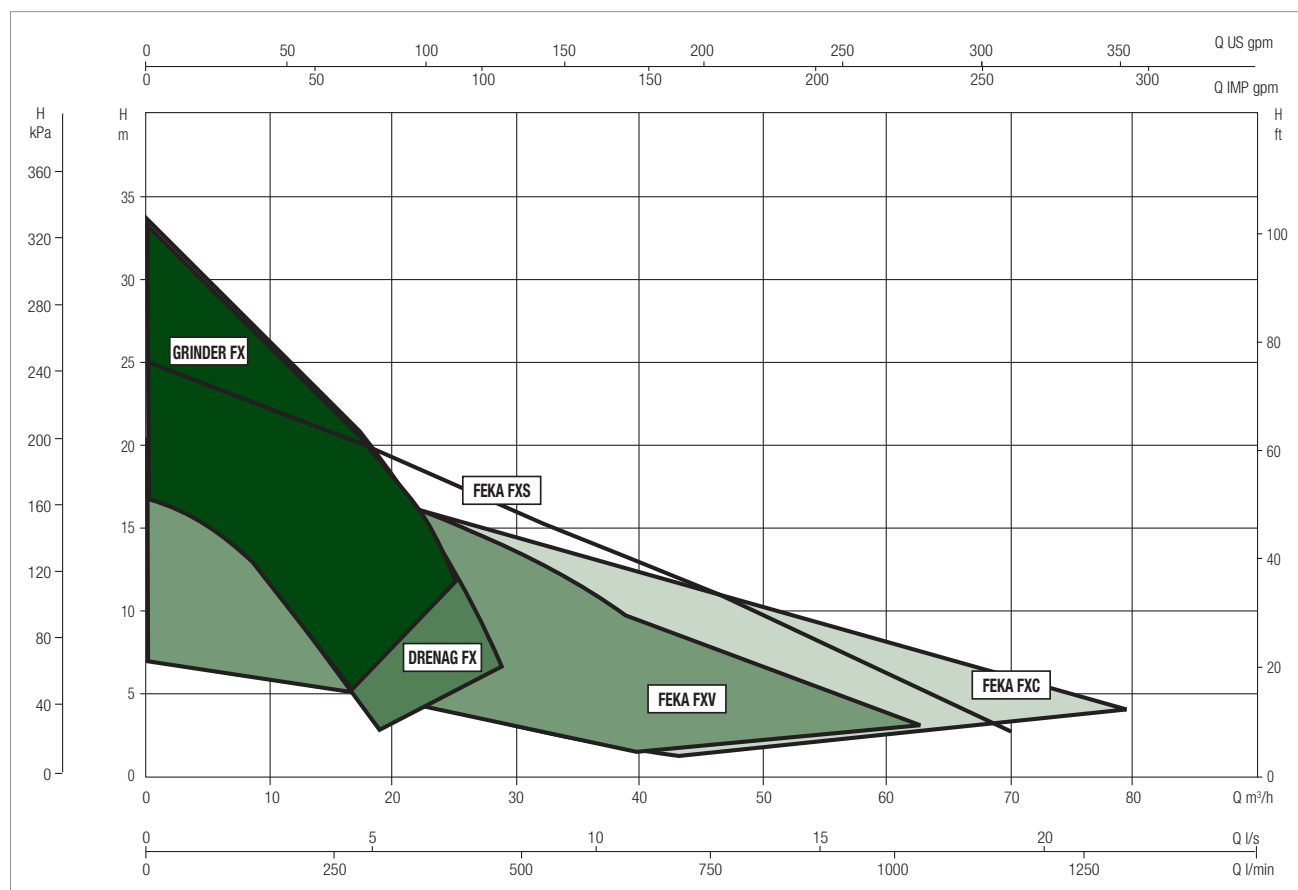 0 50 100 150 200 250 300 350 Q US gpm
0 50 100 150 200 250 300 Q IMP gpm
H
kPa
H
m
H
ft
360
320
280
240
200
160
120
80
40
0
35
30
25
20
15
10
5
0
100
80
60
40
20
0
GRINDER FX
FEKA FXS
DRENAG FX
FEKA FXV
FEKA FXC
0 10 20 30 40 50 60 70 80 Q m³/h
0 5 10 15 20 Q l/s
0 250 500 750 1000 1250 Q l/min